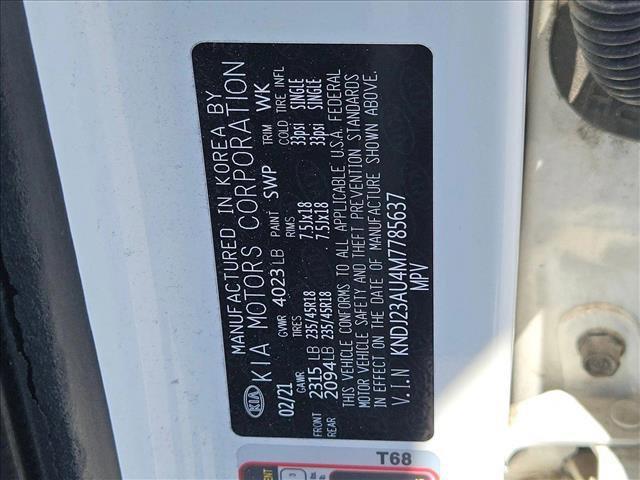 MANUFACTURED IN KOREA BY
KIA KIA MOTORS CORPORATION
02/21 GVWR 4023 LB PAINT SWP TRIM WK
GAWR TIRES RIMS COLD TIRE INFL
FRONT 2315 LB 235/45R18 7.5Jx18 33psi SINGLE
REAR 2094 LB 235/45R18 7.5Jx18 33psi SINGLE
THIS VEHICLE CONFORMS TO ALL APPLICABLE U.S.A. FEDERAL
MOTOR VEHICLE SAFETY AND THEFT PREVENTION STANDARDS
IN EFFECT ON THE DATE OF MANUFACTURE SHOWN ABOVE.
V.I.N KNDJ23AU4M7785637
MPV
T68